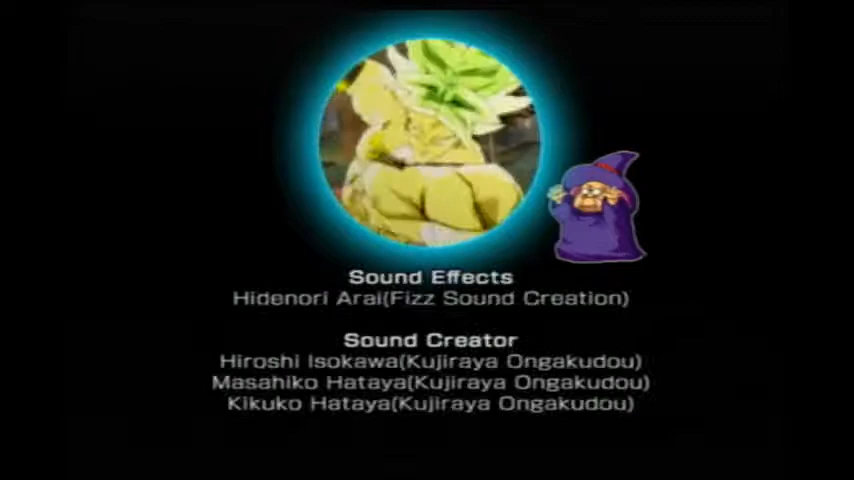 Sound Effects
Hidenori Arai(Fizz Sound Creation)
Sound Creator
Hiroshi Isokawa(Kujiraya Ongakudou)
Masahiko Hataya(Kujiraya Ongakudou)
Kikuko Hataya(Kujiraya Ongakudou)